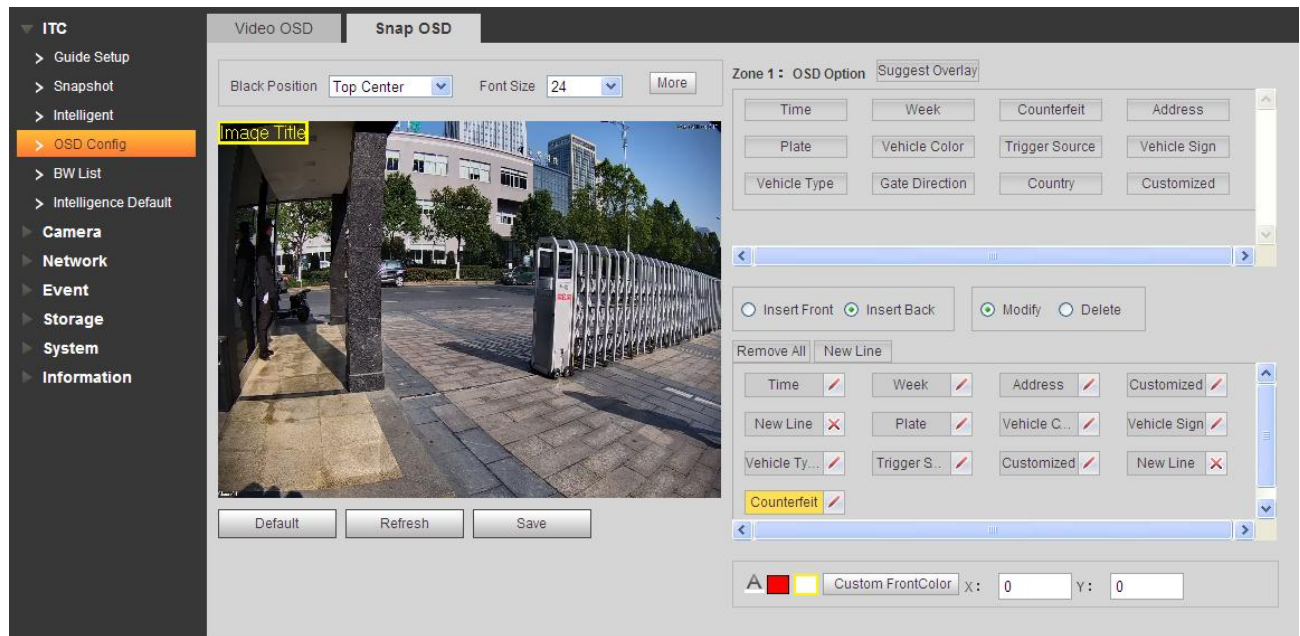 ITC
Guide Setup
Snapshot
Intelligent
OSD Config
BW List
Intelligence Default
Camera
Network
Event
Storage
System
Information
Video OSD
Snap OSD
Black Position
Top Center
Font Size
24
More
Image Title
Default
Refresh
Save
Zone 1: OSD Option
Suggest Overlay
Time
Week
Counterfeit
Address
Plate
Vehicle Color
Trigger Source
Vehicle Sign
Vehicle Type
Gate Direction
Country
Customized
Insert Front
Insert Back
Modify
Delete
Remove All
New Line
Time
Week
Address
Customized
New Line
Plate
Vehicle C...
Vehicle Sign
Vehicle Ty...
Trigger S..
Customized
New Line
Counterfeit
A
Custom FrontColor
X: 0
Y: 0